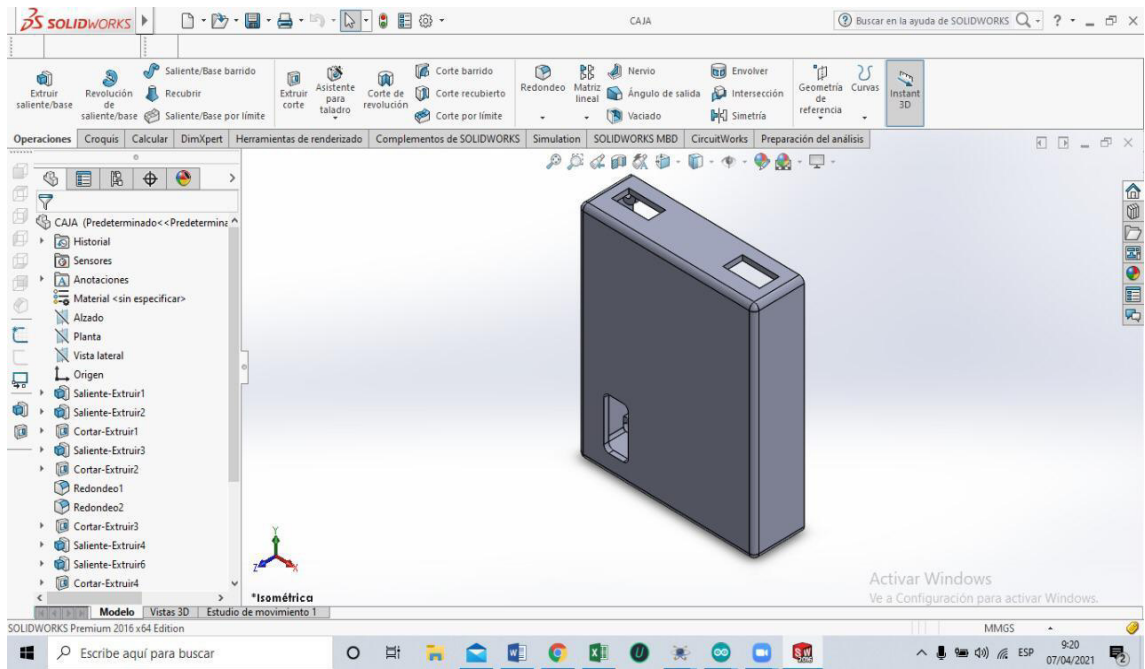 SOLIDWORKS
CAJA
Buscar en la ayuda de SOLIDWORKS
Extruir saliente/base
Revolución de saliente/base
Saliente/Base barrido
Recubrir
Saliente/Base por límite
Extruir corte
Asistente para taladro
Corte de revolución
Corte barrido
Corte recubierto
Corte por límite
Redondeo
Matriz lineal
Nervio
Ángulo de salida
Vaciado
Envolver
Intersección
Simetría
Geometría de referencia
Curvas
Instant 3D
Operaciones Croquis Calcular DimXpert Herramientas de renderizado Complementos de SOLIDWORKS Simulation SOLIDWORKS MBD CircuitWorks Preparación del análisis
CAJA (Predeterminado<<Predetermina
Historial
Sensores
Anotaciones
Material <sin especificar>
Alzado
Planta
Vista lateral
Origen
Saliente-Extruir1
Saliente-Extruir2
Cortar-Extruir1
Saliente-Extruir3
Cortar-Extruir2
Redondeo1
Redondeo2
Cortar-Extruir3
Saliente-Extruir4
Saliente-Extruir6
Cortar-Extruir4
Y
Z
X
*Isométrica
Activar Windows
Ve a Configuración para activar Windows.
Modelo Vistas 3D Estudio de movimiento 1
SOLIDWORKS Premium 2016 x64 Edition
MMGS
Escribe aquí para buscar
ESP
9:20
07/04/2021
2